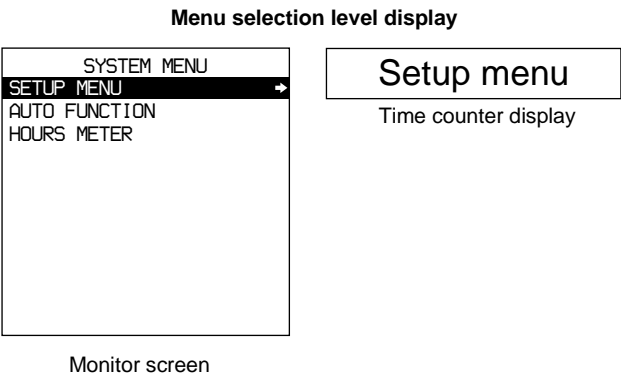 Menu selection level display
SYSTEM MENU
SETUP MENU
AUTO FUNCTION
HOURS METER
Monitor screen
Setup menu
Time counter display